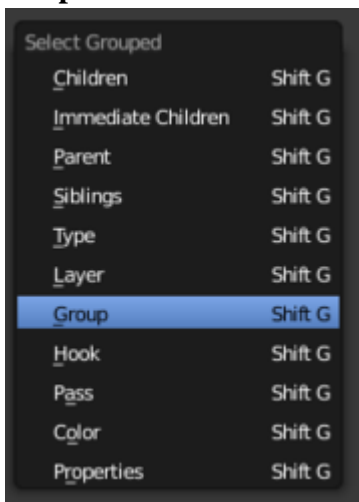 Select Grouped
Children Shift G
Immediate Children Shift G
Parent Shift G
Siblings Shift G
Type Shift G
Layer Shift G
Group Shift G
Hook Shift G
Pass Shift G
Color Shift G
Properties Shift G